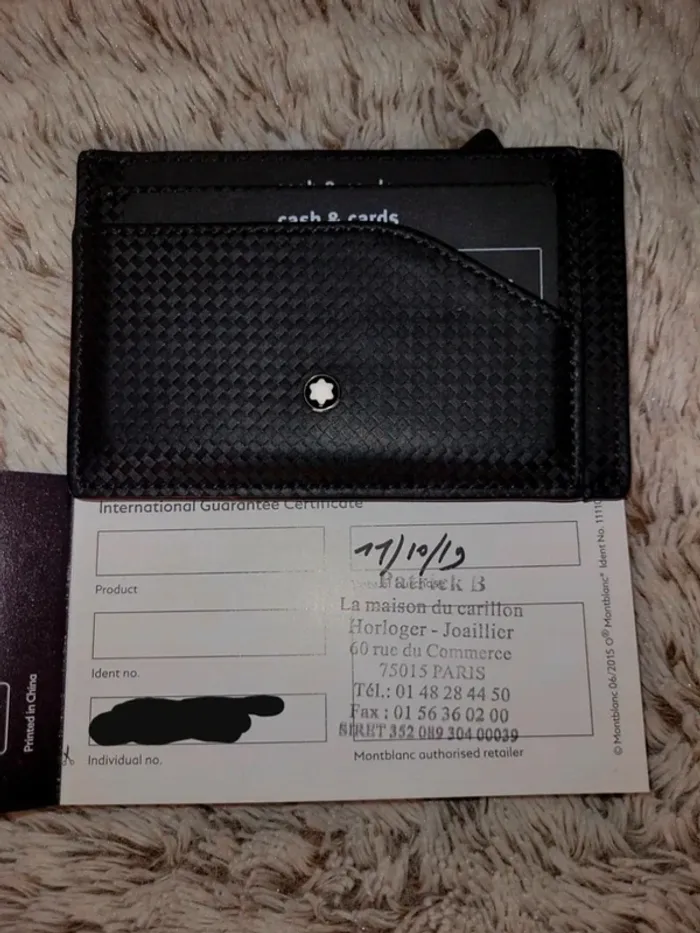 cash & cards
International Guarantee Certificate
11/10/19
Product
Patrick B
La maison du carillon
Horloger - Joaillier
60 rue du Commerce
75015 PARIS
Tél.: 01 48 28 44 50
Fax : 01 56 36 02 00
SIRET 352 089 304 00039
Ident no.
Individual no.
Montblanc authorised retailer
Printed in China
© Montblanc 06/2015 O® Montblanc® Ident No. 1111